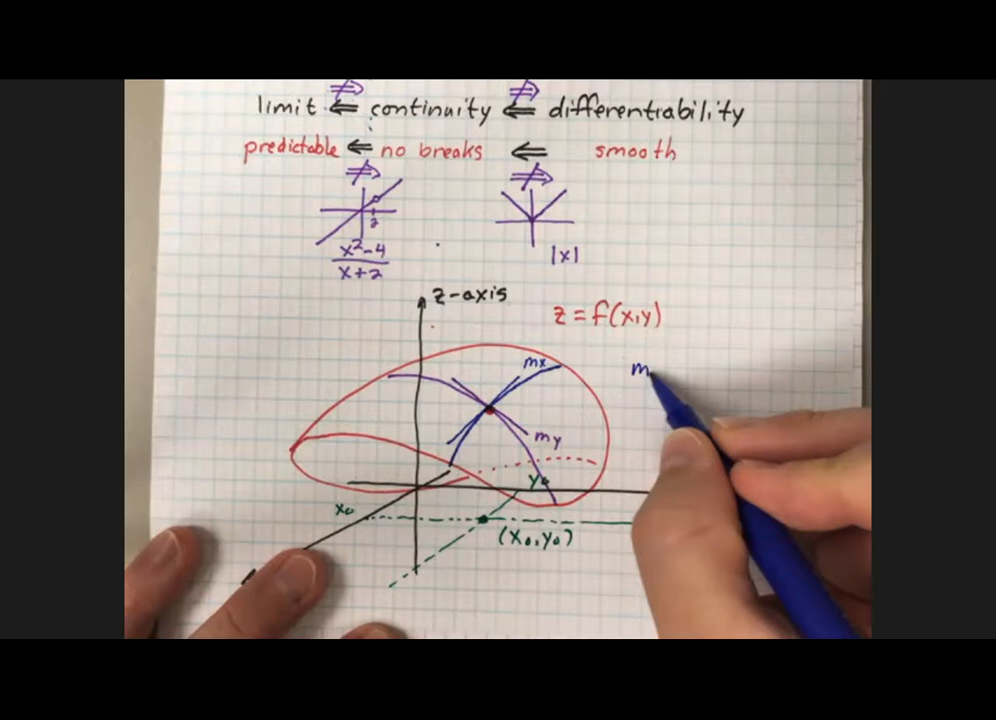 ⇏ ⇏
limit ⇐ continuity ⇐ differentiability
predictable ⇐ no breaks ⇐ smooth
⇏ ⇏
2
x²-4
x+2
|x|
z-axis
z = f(x,y)
mx
m
my
y₀
x₀
(x₀,y₀)